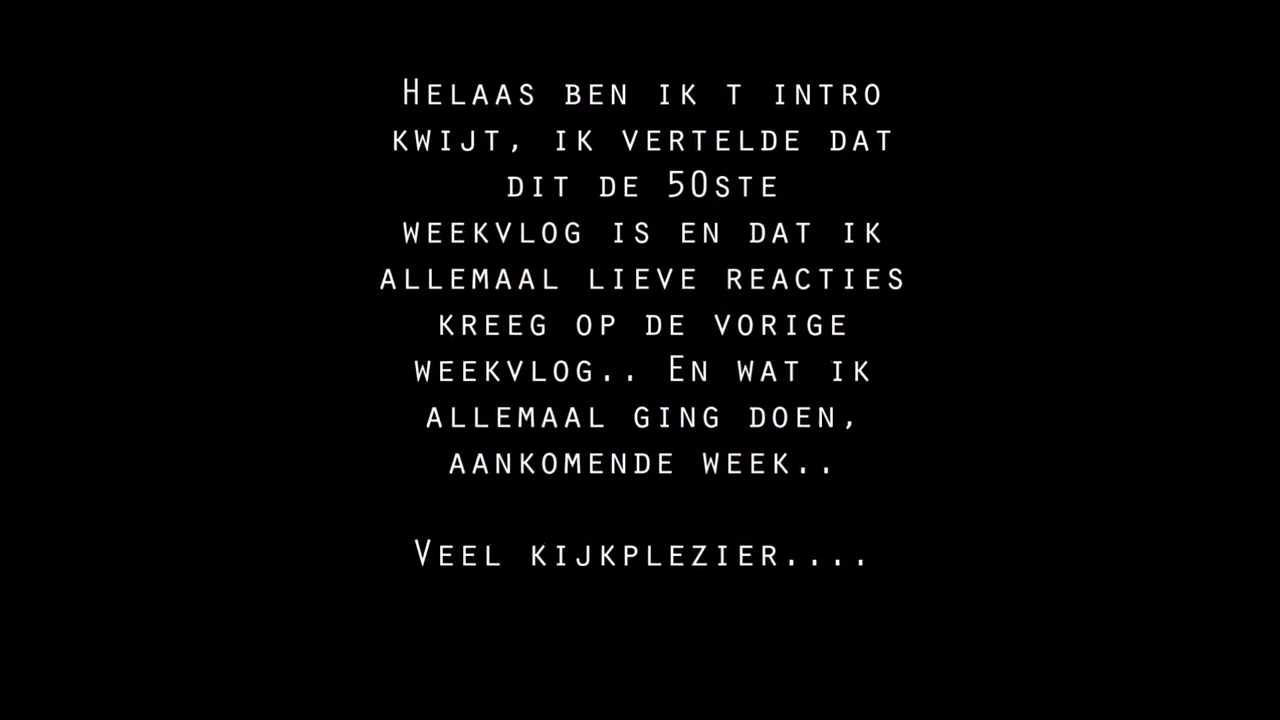 Helaas ben ik t intro
kwijt, ik vertelde dat
dit de 50ste
weekvlog is en dat ik
allemaal lieve reacties
kreeg op de vorige
weekvlog.. En wat ik
allemaal ging doen,
aankomende week..
Veel kijkplezier....